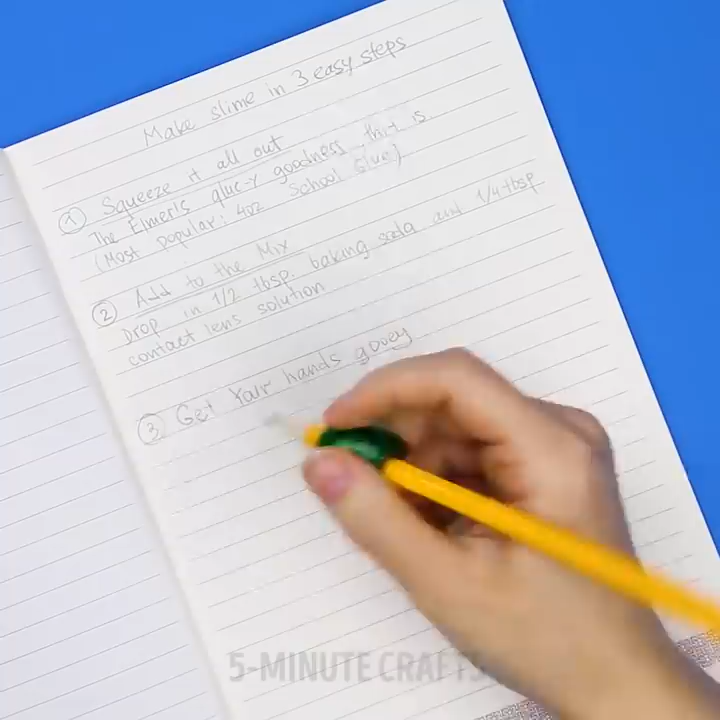 Make slime in 3 easy steps
① Squeeze it all out
The Elmer's glue-y goodness, that is.
(Most popular: 4oz School Glue)
② Add to the Mix
Drop in 1/2 tbsp. baking soda and 1/4 tbsp
contact lens solution
③ Get Your hands gooey
5-MINUTE CRAFTS